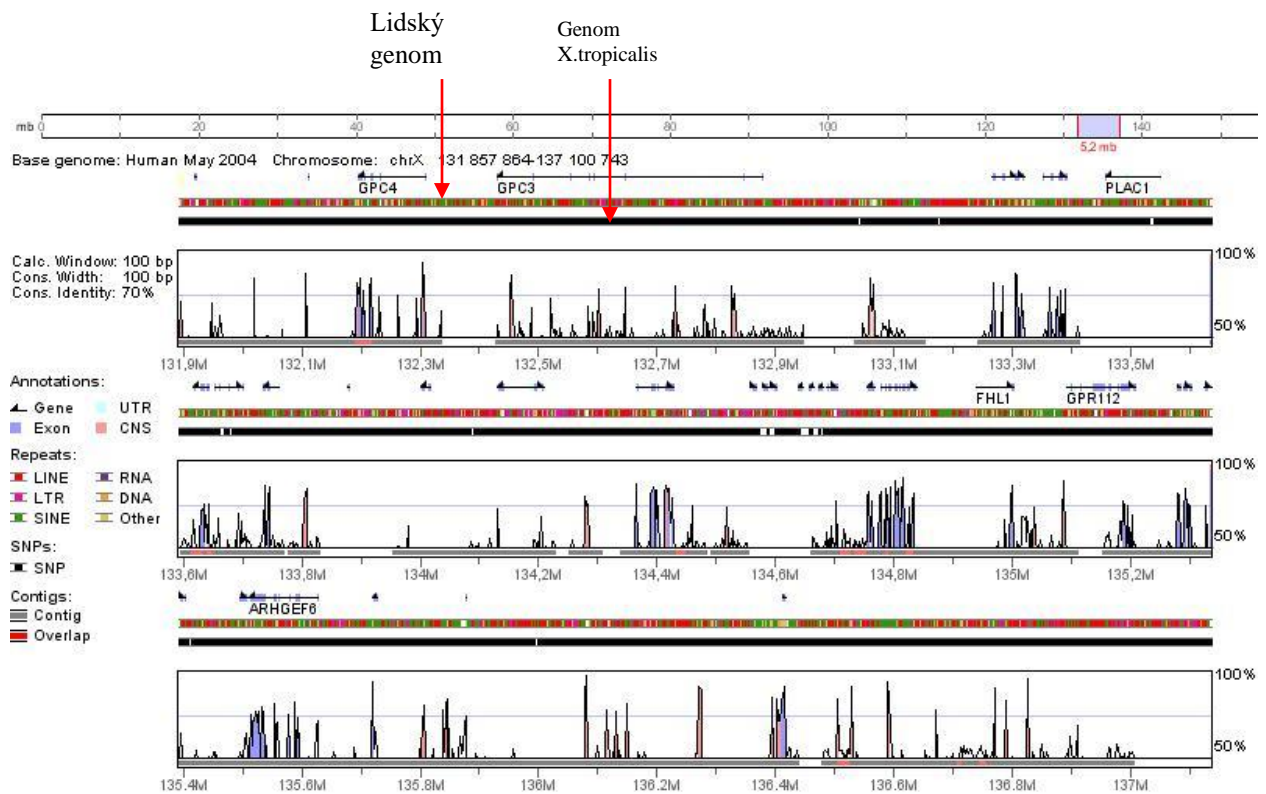 Lidský
genom
Genom
X.tropicalis
mb 0 20 40 60 80 100 120 140
5,2 mb
Base genome: Human May 2004 Chromosome: chrX 131 857 864-137 100 743
GPC4 GPC3 PLAC1
Calc. Window: 100 bp
Cons. Width: 100 bp
Cons. Identity: 70%
100%
50%
131,9M 132,1M 132,3M 132,5M 132,7M 132,9M 133,1M 133,3M 133,5M
Annotations:
Gene UTR
Exon CNS
Repeats:
LINE RNA
LTR DNA
SINE Other
SNPs:
SNP
Contigs:
Contig
Overlap
FHL1 GPR112
100%
50%
133,6M 133,8M 134M 134,2M 134,4M 134,6M 134,8M 135M 135,2M
ARHGEF6
100%
50%
135.4M 135.6M 135.8M 136M 136.2M 136.4M 136.6M 136.8M 137M